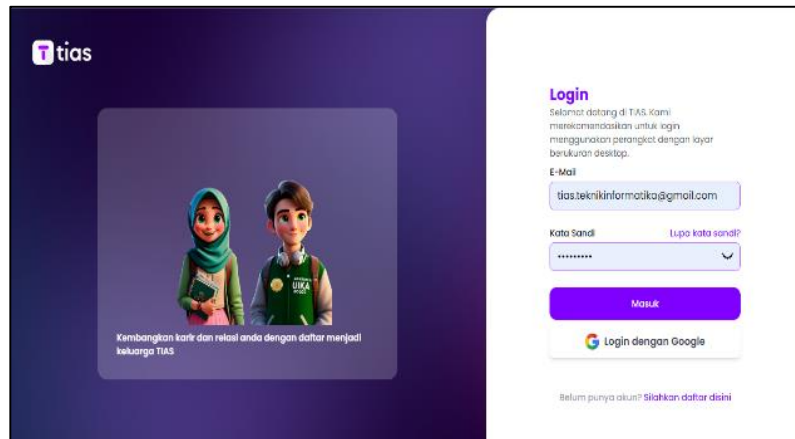 tias
UIKA
Kembangkan karir dan relasi anda dengan daftar menjadi
keluarga TIAS
Login
Selamat datang di TIAS. Kami
merekomendasikan untuk login
menggunakan perangkat dengan layar
berukuran desktop.
E-Mail
tias.teknikinformatika@gmail.com
Kata Sandi Lupa kata sandi?
•••••••••
Masuk
Login dengan Google
Belum punya akun? Silahkan daftar disini